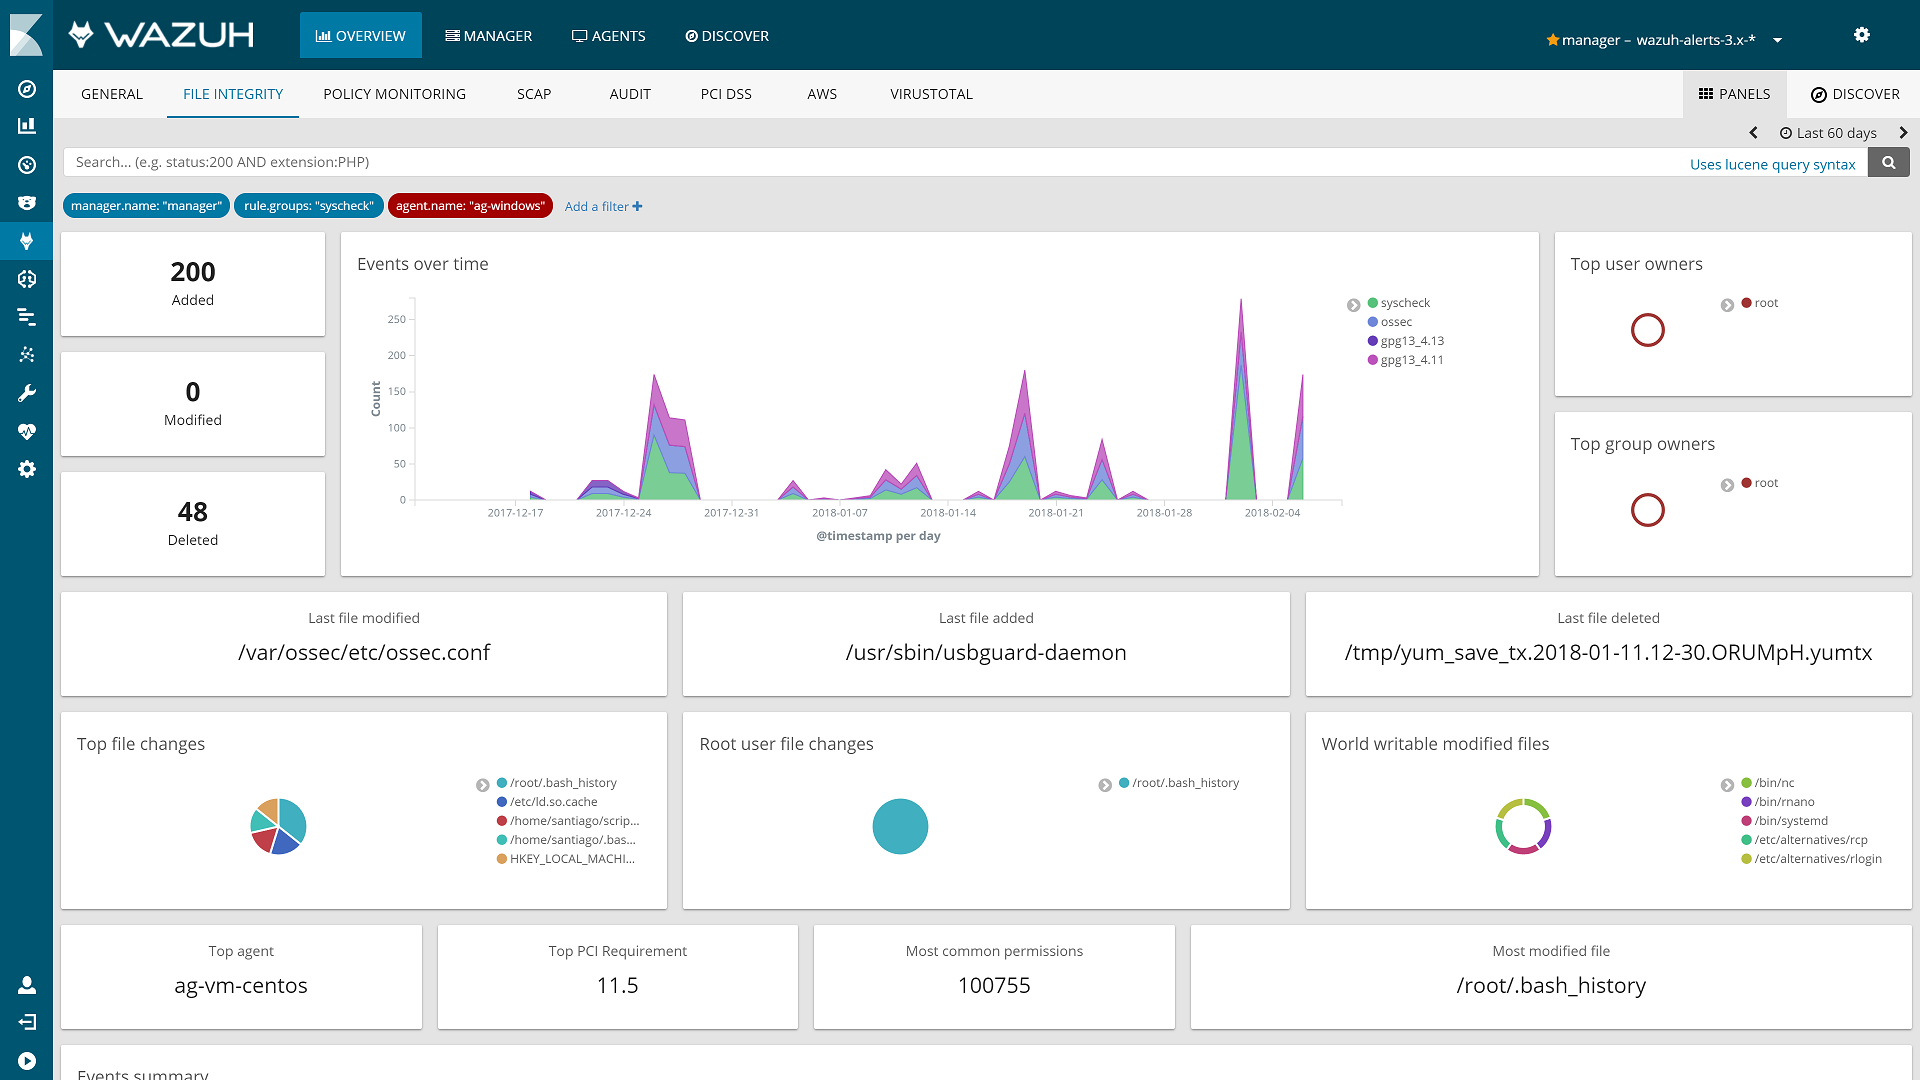 WAZUH
OVERVIEW
MANAGER
AGENTS
DISCOVER
manager – wazuh-alerts-3.x-*
GENERAL
FILE INTEGRITY
POLICY MONITORING
SCAP
AUDIT
PCI DSS
AWS
VIRUSTOTAL
PANELS
DISCOVER
Last 60 days
Search... (e.g. status:200 AND extension:PHP)
Uses lucene query syntax
manager.name: "manager"
rule.groups: "syscheck"
agent.name: "ag-windows"
Add a filter +
200
Added
0
Modified
48
Deleted
Events over time
Count
250
200
150
100
50
0
2017-12-17
2017-12-24
2017-12-31
2018-01-07
2018-01-14
2018-01-21
2018-01-28
2018-02-04
@timestamp per day
syscheck
ossec
gpg13_4.13
gpg13_4.11
Top user owners
root
Top group owners
root
Last file modified
/var/ossec/etc/ossec.conf
Last file added
/usr/sbin/usbguard-daemon
Last file deleted
/tmp/yum_save_tx.2018-01-11.12-30.ORUMpH.yumtx
Top file changes
/root/.bash_history
/etc/ld.so.cache
/home/santiago/scrip...
/home/santiago/.bas...
HKEY_LOCAL_MACHI...
Root user file changes
/root/.bash_history
World writable modified files
/bin/nc
/bin/rnano
/bin/systemd
/etc/alternatives/rcp
/etc/alternatives/rlogin
Top agent
ag-vm-centos
Top PCI Requirement
11.5
Most common permissions
100755
Most modified file
/root/.bash_history
Events summary